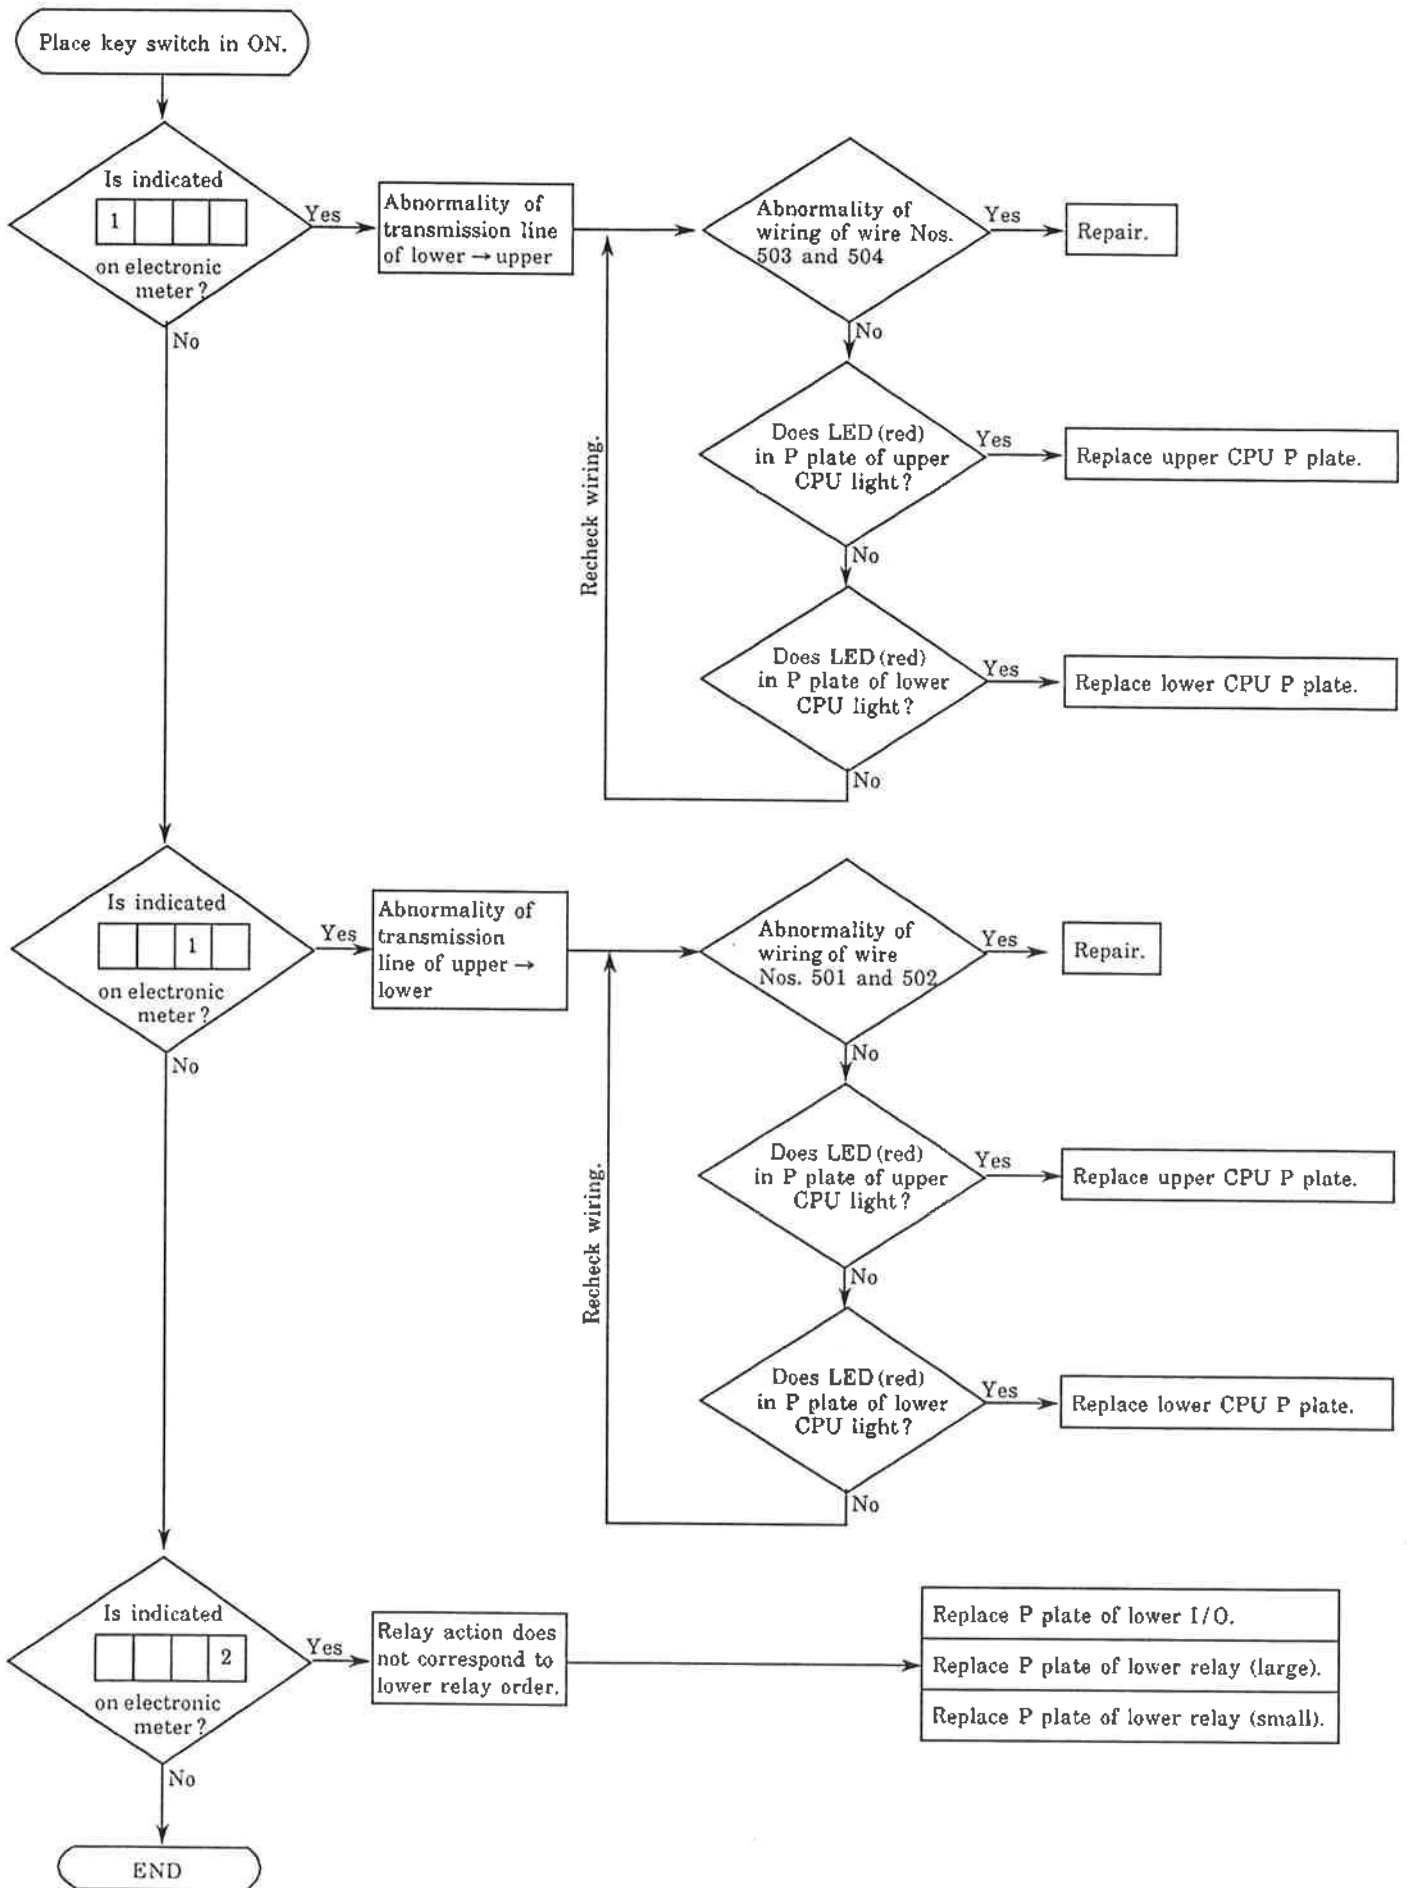 Place key switch in ON.
Is indicated
1
on electronic
meter?
Yes
No
Abnormality of
transmission line
of lower → upper
Abnormality of
wiring of wire Nos.
503 and 504
Yes
Repair.
No
Does LED (red)
in P plate of upper
CPU light?
Yes
Replace upper CPU P plate.
No
Does LED (red)
in P plate of lower
CPU light?
Yes
Replace lower CPU P plate.
No
Recheck wiring.
Is indicated
1
on electronic
meter?
Yes
No
Abnormality of
transmission
line of upper →
lower
Abnormality of
wiring of wire
Nos. 501 and 502
Yes
Repair.
No
Does LED (red)
in P plate of upper
CPU light?
Yes
Replace upper CPU P plate.
No
Does LED (red)
in P plate of lower
CPU light?
Yes
Replace lower CPU P plate.
No
Recheck wiring.
Is indicated
2
on electronic
meter?
Yes
No
Relay action does
not correspond to
lower relay order.
Replace P plate of lower I/O.
Replace P plate of lower relay (large).
Replace P plate of lower relay (small).
END